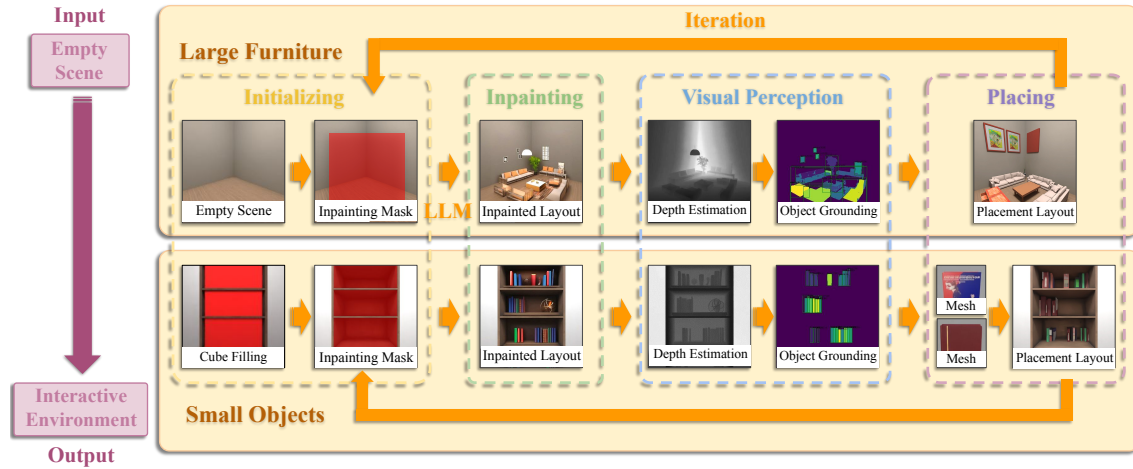 Input
Empty
Scene
Interactive
Environment
Output
Iteration
Large Furniture
Initializing
Inpainting
Visual Perception
Placing
Empty Scene
Inpainting Mask
LLM
Inpainted Layout
Depth Estimation
Object Grounding
Placement Layout
Cube Filling
Inpainting Mask
Inpainted Layout
Depth Estimation
Object Grounding
Mesh
Mesh
Placement Layout
Small Objects